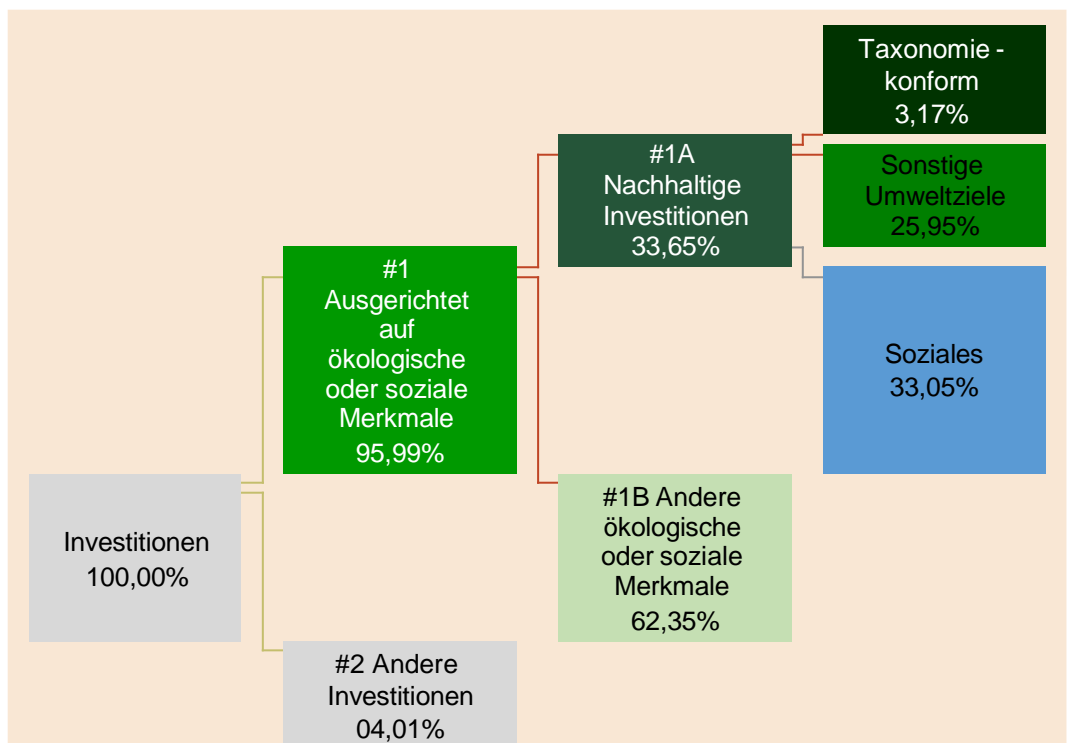 Taxonomie -
konform
3,17%
#1A
Nachhaltige
Investitionen
33,65%
Sonstige
Umweltziele
25,95%
#1
Ausgerichtet
auf
ökologische
oder soziale
Merkmale
95,99%
Soziales
33,05%
Investitionen
100,00%
#1B Andere
ökologische
oder soziale
Merkmale
62,35%
#2 Andere
Investitionen
04,01%